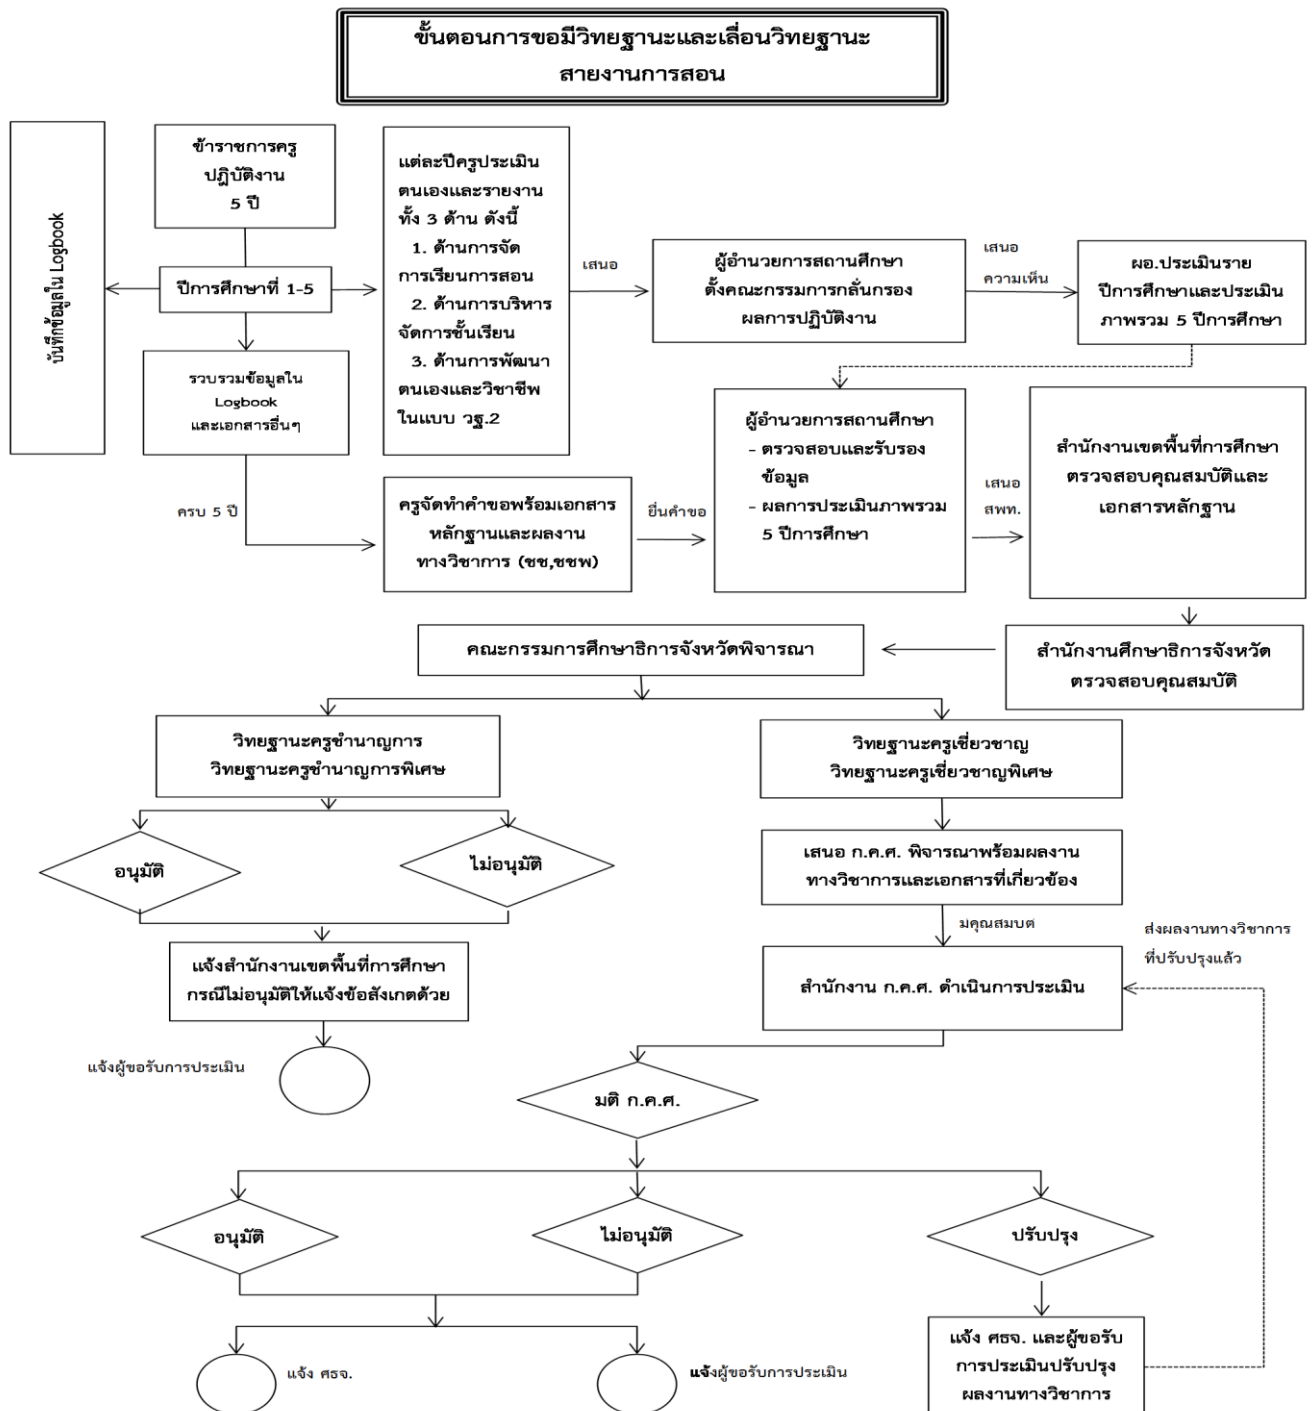 ขั้นตอนการขอมีวิทยฐานะและเลื่อนวิทยฐานะ
สายงานการสอน
บันทึกข้อมูลใน Logbook
ข้าราชการครู
ปฎิบัติงาน
5 ปี
ปีการศึกษาที่ 1-5
รวบรวมข้อมูลใน
Logbook
และเอกสารอื่นๆ
ครบ 5 ปี
แต่ละปีครูประเมิน
ตนเองและรายงาน
ทั้ง 3 ด้าน ดังนี้
1. ด้านการจัด
การเรียนการสอน
2. ด้านการบริหาร
จัดการชั้นเรียน
3. ด้านการพัฒนา
ตนเองและวิชาชีพ
ในแบบ วฐ.2
เสนอ
ผู้อำนวยการสถานศึกษา
ตั้งคณะกรรมการกลั่นกรอง
ผลการปฏิบัติงาน
เสนอ
ความเห็น
ผอ.ประเมินราย
ปีการศึกษาและประเมิน
ภาพรวม 5 ปีการศึกษา
ครูจัดทำคำขอพร้อมเอกสาร
หลักฐานและผลงาน
ทางวิชาการ (ชช,ชชพ)
ยื่นคำขอ
ผู้อำนวยการสถานศึกษา
- ตรวจสอบและรับรอง
ข้อมูล
- ผลการประเมินภาพรวม
5 ปีการศึกษา
เสนอ
สพท.
สำนักงานเขตพื้นที่การศึกษา
ตรวจสอบคุณสมบัติและ
เอกสารหลักฐาน
สำนักงานศึกษาธิการจังหวัด
ตรวจสอบคุณสมบัติ
คณะกรรมการศึกษาธิการจังหวัดพิจารณา
วิทยฐานะครูชำนาญการ
วิทยฐานะครูชำนาญการพิเศษ
วิทยฐานะครูเชี่ยวชาญ
วิทยฐานะครูเชี่ยวชาญพิเศษ
อนุมัติ
ไม่อนุมัติ
เสนอ ก.ค.ศ. พิจารณาพร้อมผลงาน
ทางวิชาการและเอกสารที่เกี่ยวข้อง
มคุณสมบต
ส่งผลงานทางวิชาการ
ที่ปรับปรุงแล้ว
แจ้งสำนักงานเขตพื้นที่การศึกษา
กรณีไม่อนุมัติให้แจ้งข้อสังเกตด้วย
สำนักงาน ก.ค.ศ. ดำเนินการประเมิน
แจ้งผู้ขอรับการประเมิน
มติ ก.ค.ศ.
อนุมัติ
ไม่อนุมัติ
ปรับปรุง
แจ้ง ศธจ.
แจ้งผู้ขอรับการประเมิน
แจ้ง ศธจ. และผู้ขอรับ
การประเมินปรับปรุง
ผลงานทางวิชาการ